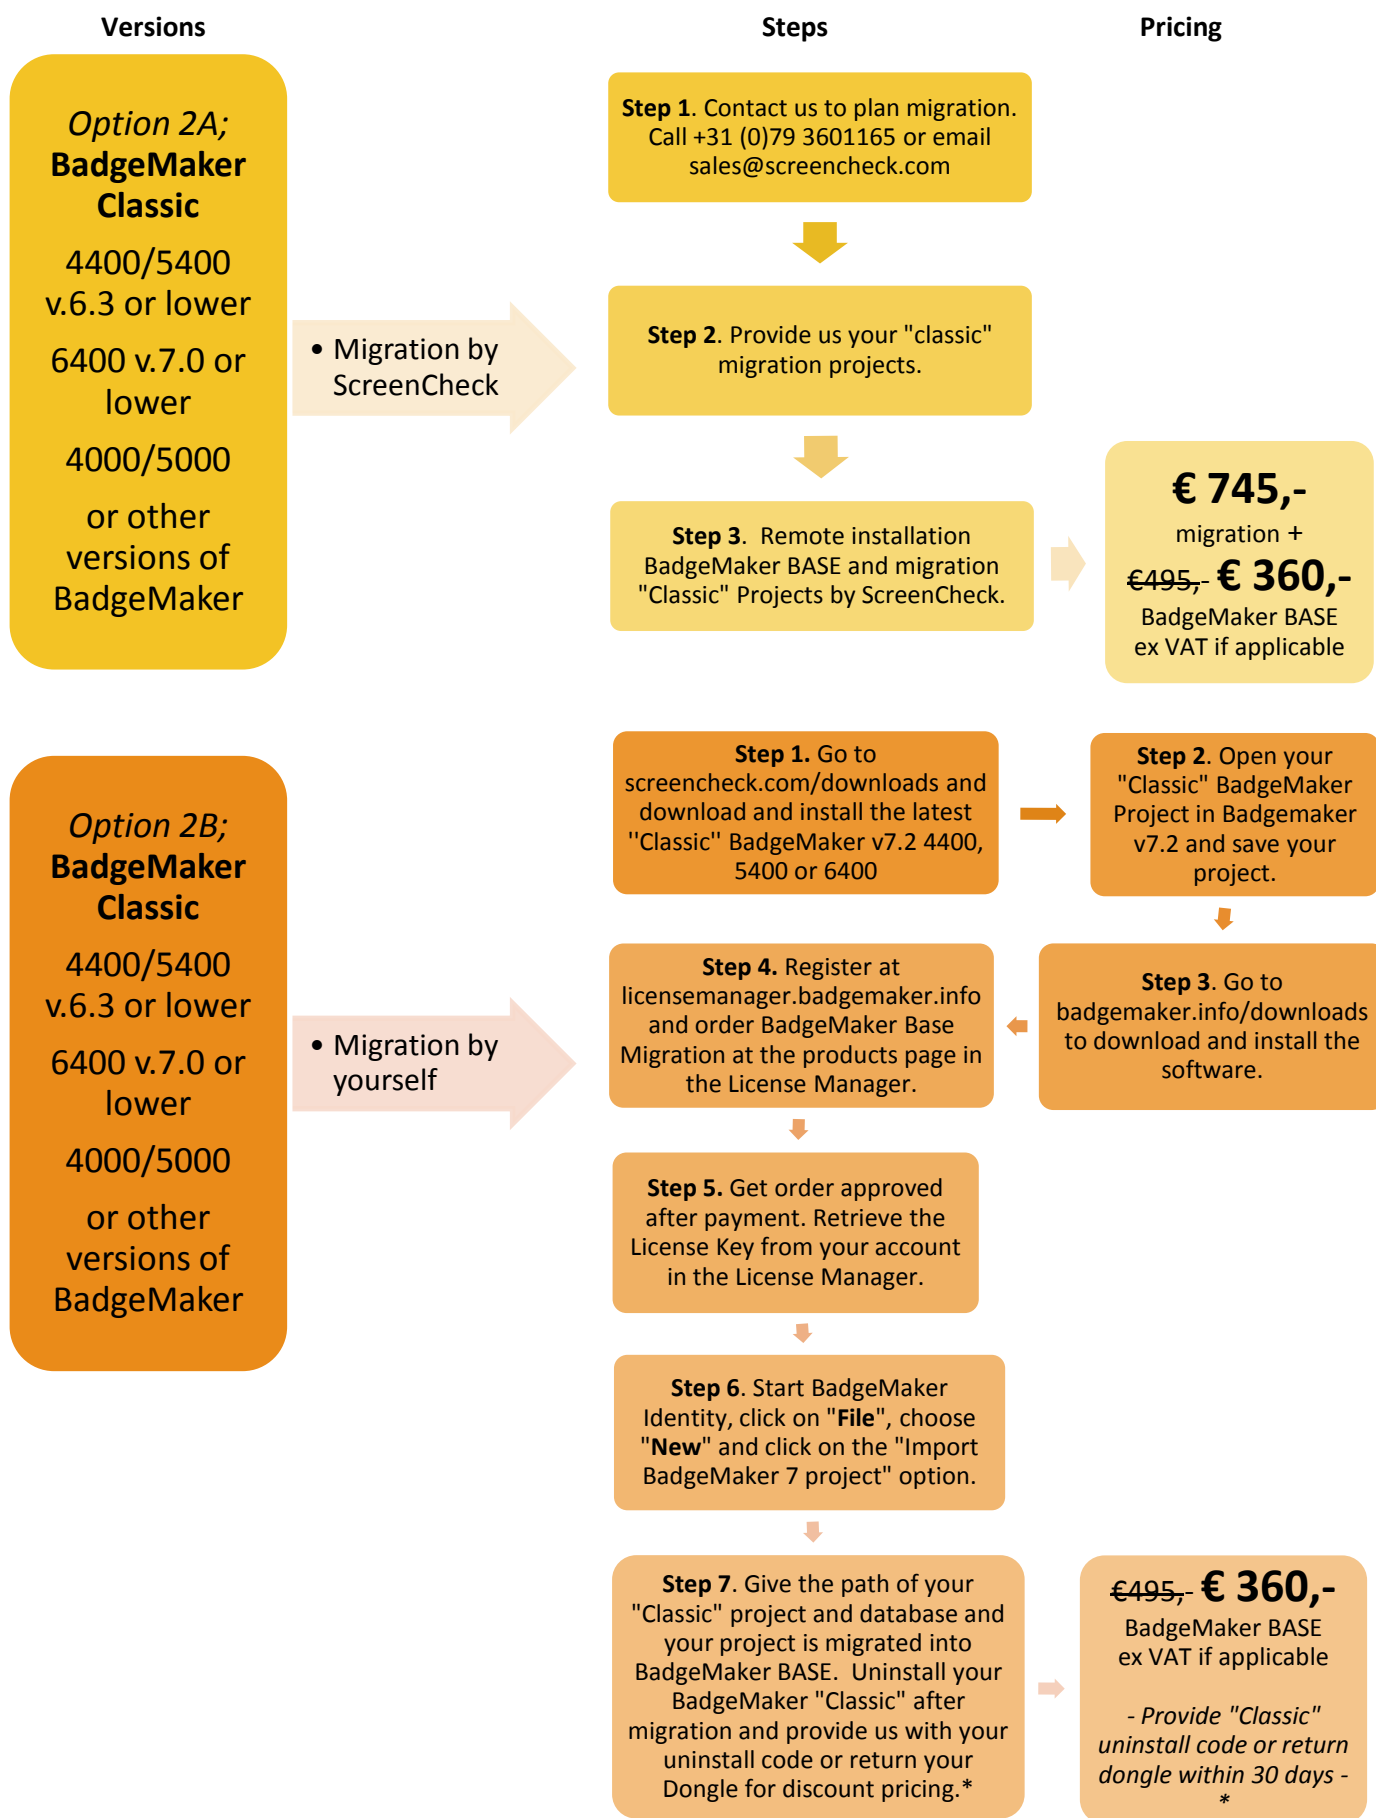 Versions
Steps
Pricing
Option 2A;
BadgeMaker
Classic
4400/5400
v.6.3 or lower
6400 v.7.0 or
lower
4000/5000
or other
versions of
BadgeMaker
• Migration by
ScreenCheck
Step 1. Contact us to plan migration.
Call +31 (0)79 3601165 or email
sales@screencheck.com
Step 2. Provide us your "classic"
migration projects.
Step 3.  Remote installation
BadgeMaker BASE and migration
"Classic" Projects by ScreenCheck.
€ 745,-
migration +
€495,- € 360,-
BadgeMaker BASE
ex VAT if applicable
Option 2B;
BadgeMaker
Classic
4400/5400
v.6.3 or lower
6400 v.7.0 or
lower
4000/5000
or other
versions of
BadgeMaker
• Migration by
yourself
Step 1. Go to
screencheck.com/downloads and
download and install the latest
''Classic'' BadgeMaker v7.2 4400,
5400 or 6400
Step 2. Open your
"Classic" BadgeMaker
Project in Badgemaker
v7.2 and save your
project.
Step 3. Go to
badgemaker.info/downloads
to download and install the
software.
Step 4. Register at
licensemanager.badgemaker.info
and order BadgeMaker Base
Migration at the products page in
the License Manager.
Step 5. Get order approved
after payment. Retrieve the
License Key from your account
in the License Manager.
Step 6. Start BadgeMaker
Identity, click on "File", choose
"New" and click on the "Import
BadgeMaker 7 project" option.
Step 7. Give the path of your
"Classic" project and database and
your project is migrated into
BadgeMaker BASE.  Uninstall your
BadgeMaker "Classic" after
migration and provide us with your
uninstall code or return your
Dongle for discount pricing.*
€495,- € 360,-
BadgeMaker BASE
ex VAT if applicable
- Provide "Classic"
uninstall code or return
dongle within 30 days -
*